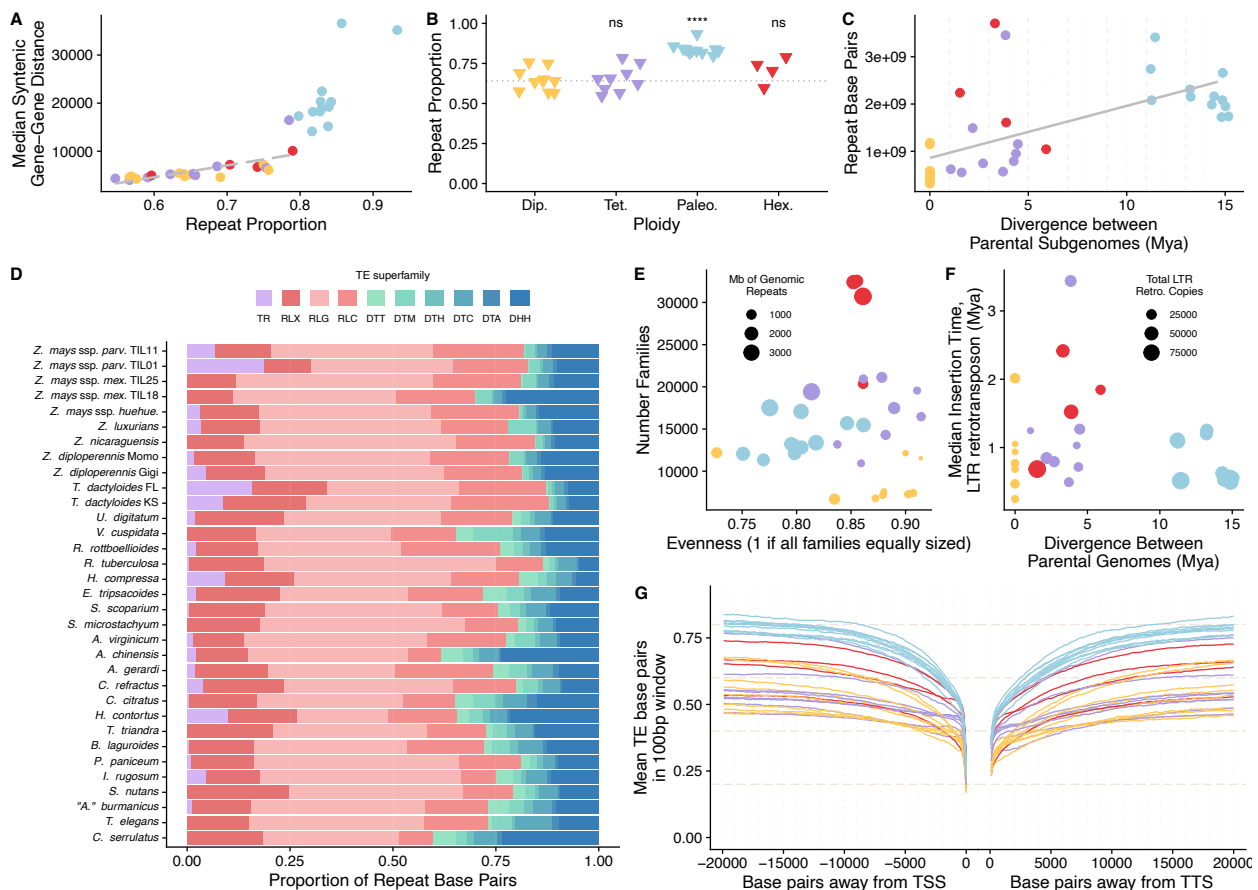 A
Median Syntenic
Gene−Gene Distance
30000
20000
10000
0.6
0.7
0.8
0.9
Repeat Proportion
B
ns
****
ns
Repeat Proportion
1.00
0.75
0.50
0.25
0.00
Dip.
Tet.
Paleo.
Hex.
Ploidy
C
Repeat Base Pairs
3e+09
2e+09
1e+09
0
5
10
15
Divergence between
Parental Subgenomes (Mya)
D
TE superfamily
TR
RLX
RLG
RLC
DTT
DTM
DTH
DTC
DTA
DHH
Z. mays ssp. parv. TIL11
Z. mays ssp. parv. TIL01
Z. mays ssp. mex. TIL25
Z. mays ssp. mex. TIL18
Z. mays ssp. huehue.
Z. luxurians
Z. nicaraguensis
Z. diploperennis Momo
Z. diploperennis Gigi
T. dactyloides FL
T. dactyloides KS
U. digitatum
V. cuspidata
R. rottboellioides
R. tuberculosa
H. compressa
E. tripsacoides
S. scoparium
S. microstachyum
A. virginicum
A. chinensis
A. gerardi
C. refractus
C. citratus
H. contortus
T. triandra
B. laguroides
P. paniceum
I. rugosum
S. nutans
"A." burmanicus
T. elegans
C. serrulatus
0.00
0.25
0.50
0.75
1.00
Proportion of Repeat Base Pairs
E
Mb of Genomic
Repeats
1000
2000
3000
Number Families
30000
25000
20000
15000
10000
0.75
0.80
0.85
0.90
Evenness (1 if all families equally sized)
F
Total LTR
Retro. Copies
25000
50000
75000
Median Insertion Time,
LTR retrotransposon (Mya)
3
2
1
0
5
10
15
Divergence Between
Parental Genomes (Mya)
G
Mean TE base pairs
in 100bp window
0.75
0.50
0.25
0.00
−20000
−15000
−10000
−5000
0
0
5000
10000
15000
20000
Base pairs away from TSS
Base pairs away from TTS